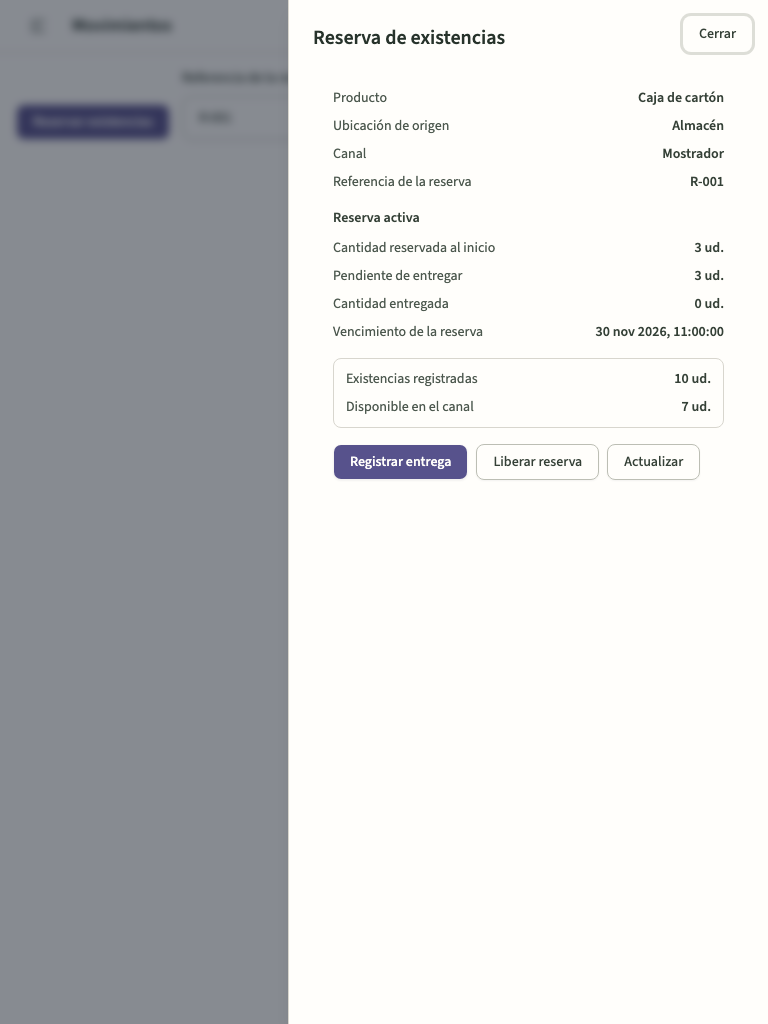 Movimientos
Reserva de existencias
Cerrar
Producto Caja de cartón
Ubicación de origen Almacén
Canal Mostrador
Referencia de la reserva R-001
Reserva activa
Cantidad reservada al inicio 3 ud.
Pendiente de entregar 3 ud.
Cantidad entregada 0 ud.
Vencimiento de la reserva 30 nov 2026, 11:00:00
Existencias registradas 10 ud.
Disponible en el canal 7 ud.
Registrar entrega Liberar reserva Actualizar